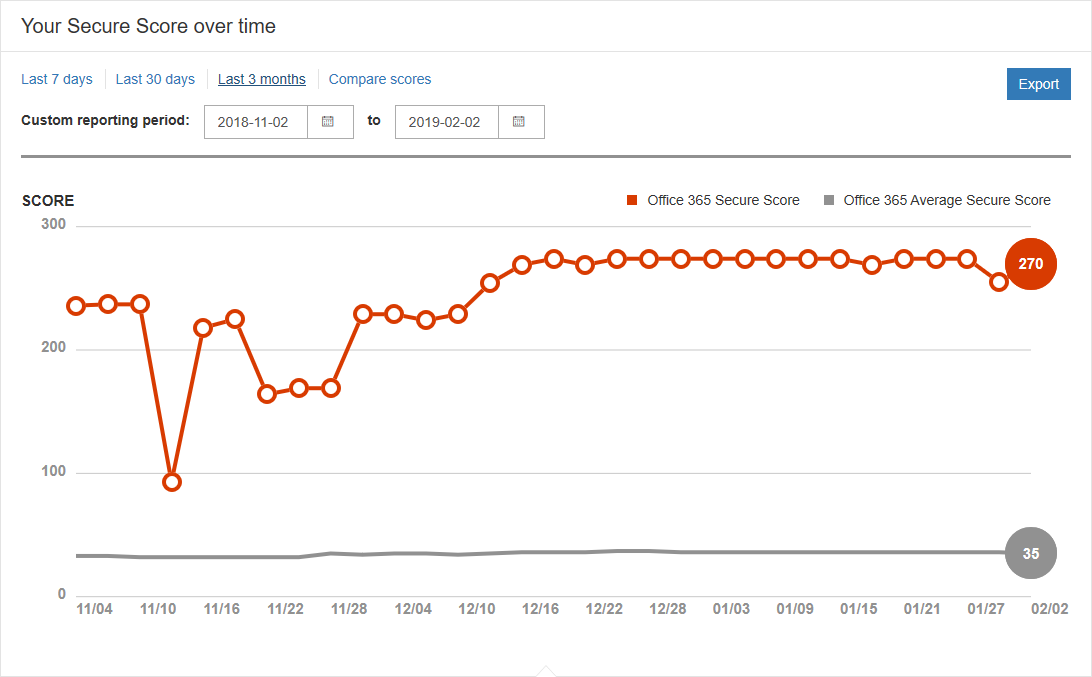 Your Secure Score over time
Last 7 days Last 30 days Last 3 months Compare scores
Export
Custom reporting period: 2018-11-02 to 2019-02-02
SCORE
Office 365 Secure Score Office 365 Average Secure Score
300
270
200
100
35
0
11/04 11/10 11/16 11/22 11/28 12/04 12/10 12/16 12/22 12/28 01/03 01/09 01/15 01/21 01/27 02/02